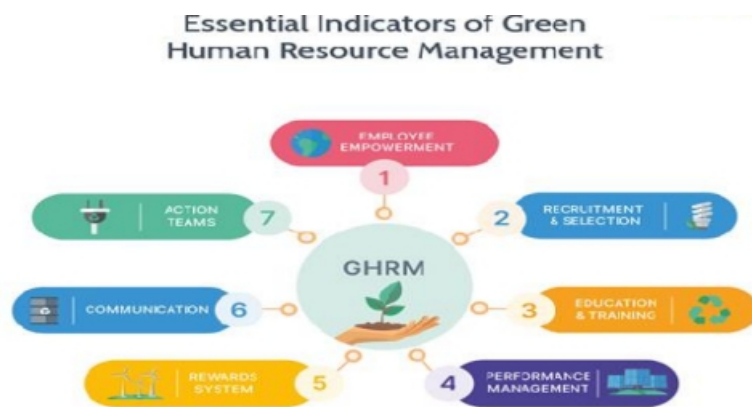 Essential Indicators of Green
Human Resource Management
EMPLOYEE
EMPOWERMENT
1
ACTION
TEAMS
7
2
RECRUITMENT
& SELECTION
GHRM
COMMUNICATION
6
3
EDUCATION
& TRAINING
REWARDS
SYSTEM
5
4
PERFORMANCE
MANAGEMENT